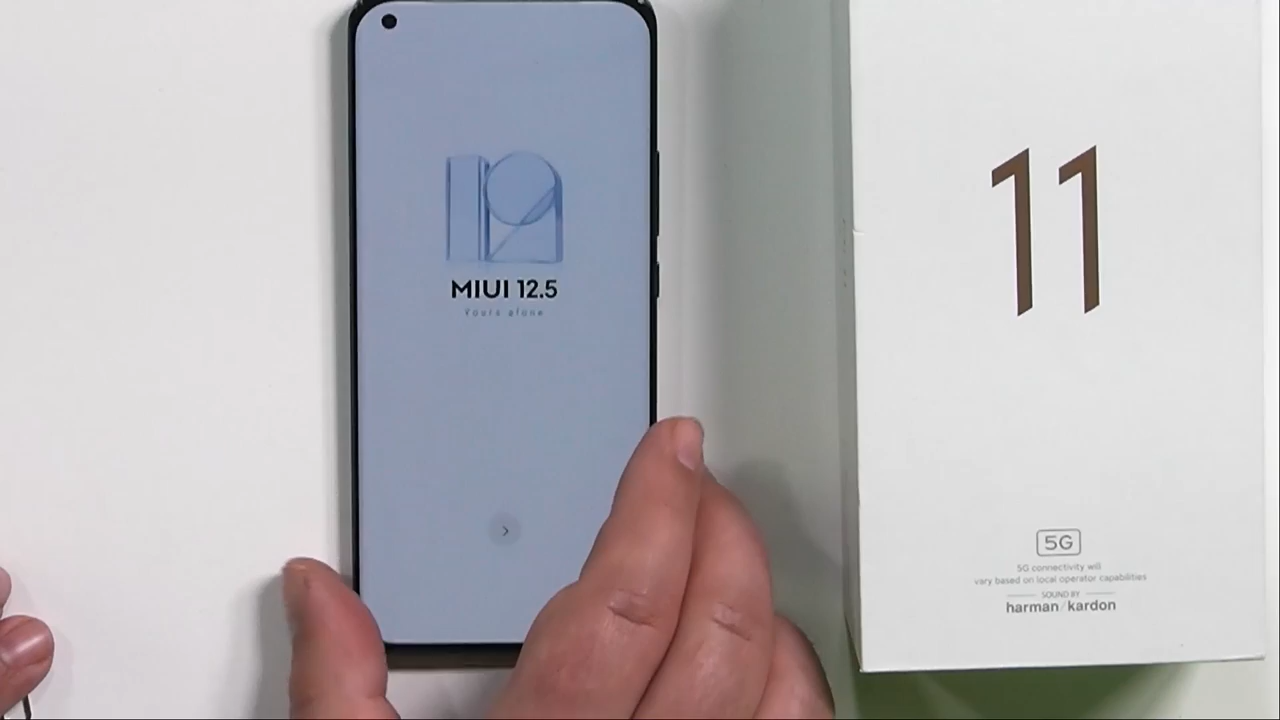 12
MIUI 12.5
Yours alone
11
5G
5G connectivity will
vary based on local operator capabilities
SOUND BY
harman/kardon